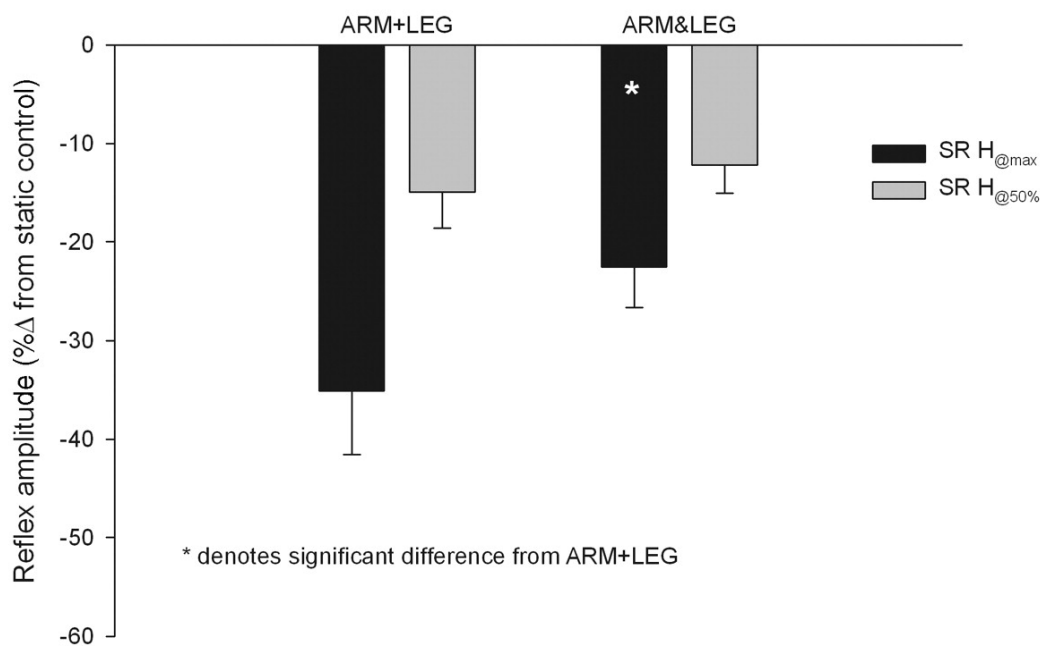 ARM+LEG ARM&LEG
0
-10
-20
-30
-40
-50
-60
Reflex amplitude (%Δ from static control)
*
SR H@max
SR H@50%
* denotes significant difference from ARM+LEG